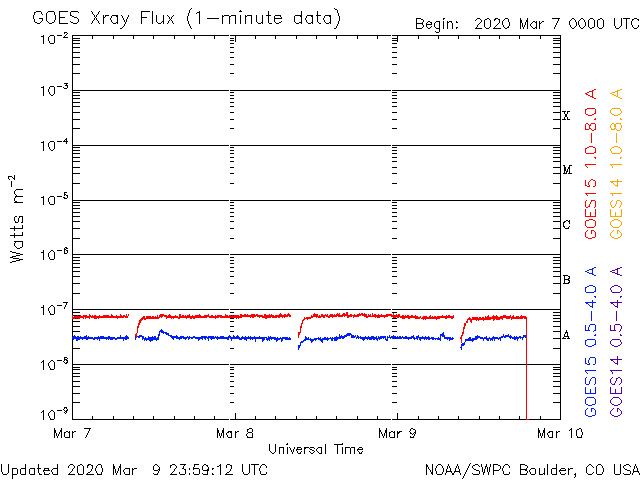 GOES Xray Flux (1-minute data)
Begin: 2020 Mar 7 0000 UTC
10⁻²
10⁻³
10⁻⁴
10⁻⁵
10⁻⁶
10⁻⁷
10⁻⁸
10⁻⁹
Watts m⁻²
X
M
C
B
A
GOES15 1.0-8.0 A
GOES14 1.0-8.0 A
GOES15 0.5-4.0 A
GOES14 0.5-4.0 A
Mar 7
Mar 8
Mar 9
Mar 10
Universal Time
Updated 2020 Mar 9 23:59:12 UTC
NOAA/SWPC Boulder, CO USA